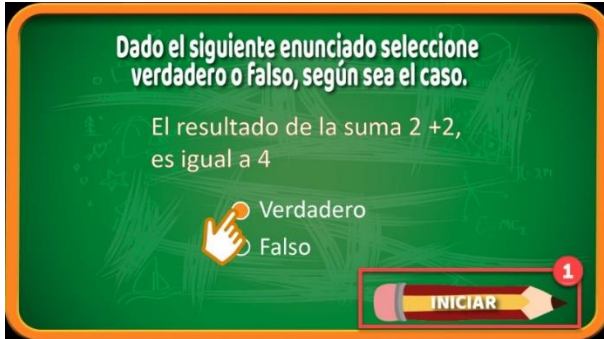 Dado el siguiente enunciado seleccione
verdadero o falso, según sea el caso.
El resultado de la suma 2 +2,
es igual a 4
Verdadero
Falso
1
INICIAR